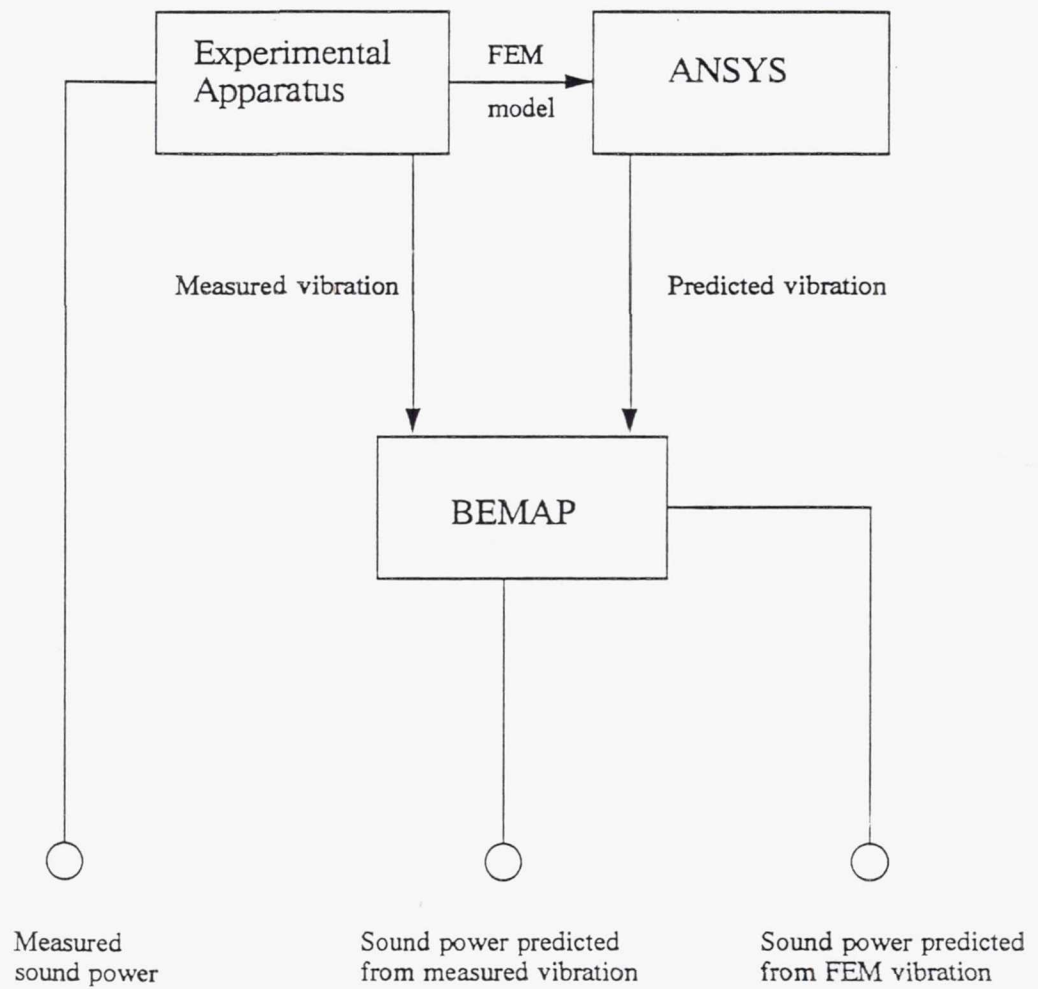 Experimental
Apparatus
FEM
model
ANSYS
Measured vibration
Predicted vibration
BEMAP
Measured
sound power
Sound power predicted
from measured vibration
Sound power predicted
from FEM vibration